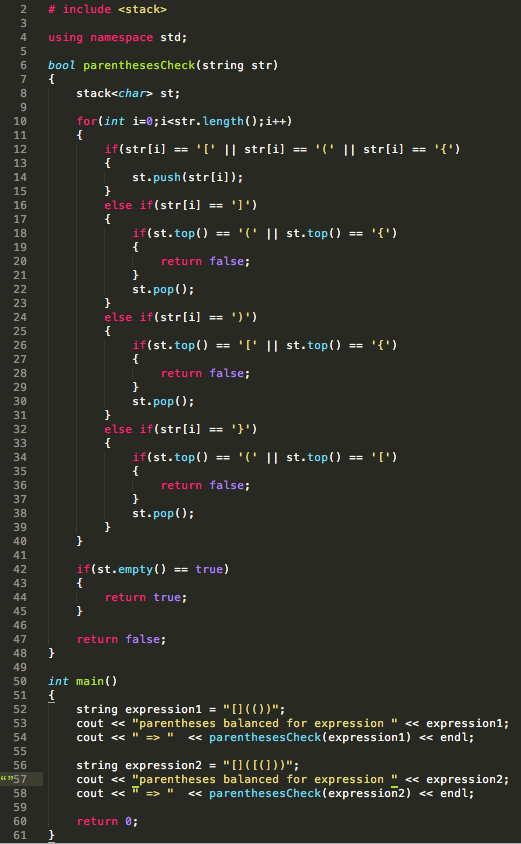 2 # include <stack>
3
4 using namespace std;
5
6 bool parenthesesCheck(string str)
7 {
8     stack<char> st;
9
10     for(int i=0;i<str.length();i++)
11     {
12         if(str[i] == '[' || str[i] == '(' || str[i] == '{')
13         {
14             st.push(str[i]);
15         }
16         else if(str[i] == ']')
17         {
18             if(st.top() == '(' || st.top() == '{')
19             {
20                 return false;
21             }
22             st.pop();
23         }
24         else if(str[i] == ')')
25         {
26             if(st.top() == '[' || st.top() == '{')
27             {
28                 return false;
29             }
30             st.pop();
31         }
32         else if(str[i] == '}')
33         {
34             if(st.top() == '(' || st.top() == '[')
35             {
36                 return false;
37             }
38             st.pop();
39         }
40     }
41
42     if(st.empty() == true)
43     {
44         return true;
45     }
46
47     return false;
48 }
49
50 int main()
51 {
52     string expression1 = "[](())";
53     cout << "parentheses balanced for expression " << expression1;
54     cout << " => "  << parenthesesCheck(expression1) << endl;
55
56     string expression2 = "[]([(]))";
“”57     cout << "parentheses balanced for expression " << expression2;
58     cout << " => "  << parenthesesCheck(expression2) << endl;
59
60     return 0;
61 }